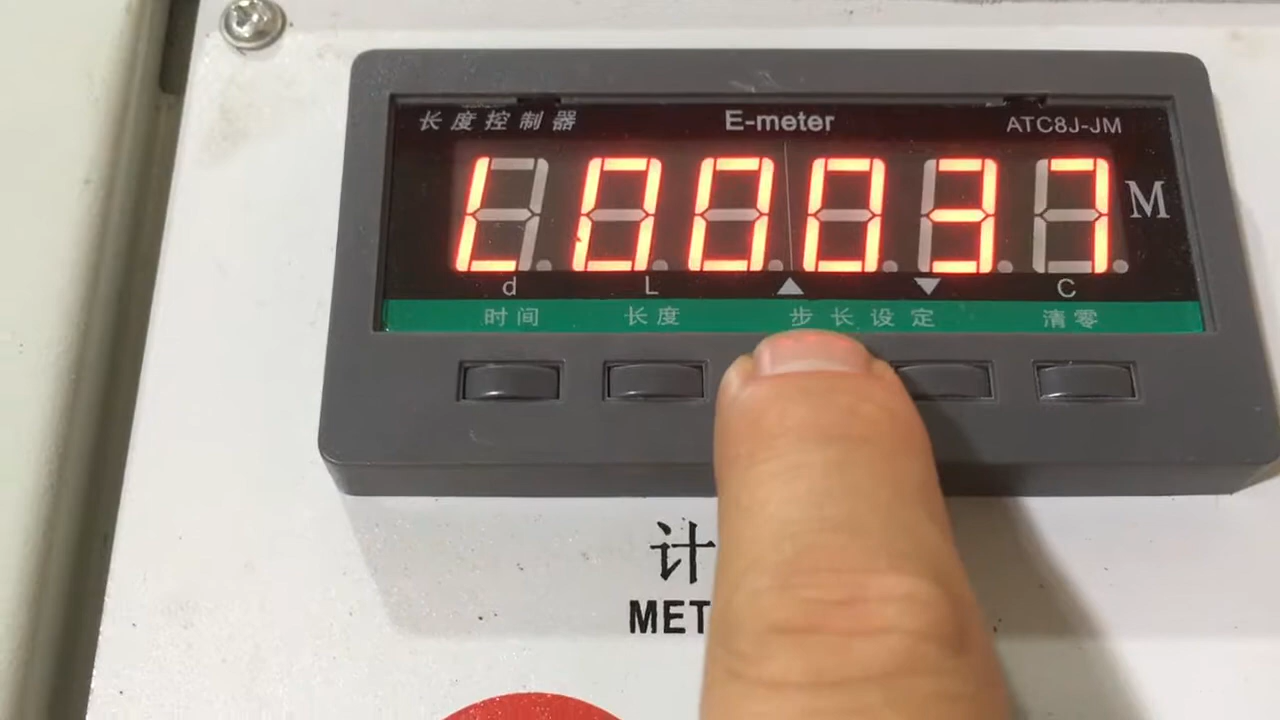 长度控制器 E-meter ATC8J-JM
L00037 M
d L ▲ ▼ C
时间 长度 步长设定 清零
计
MET